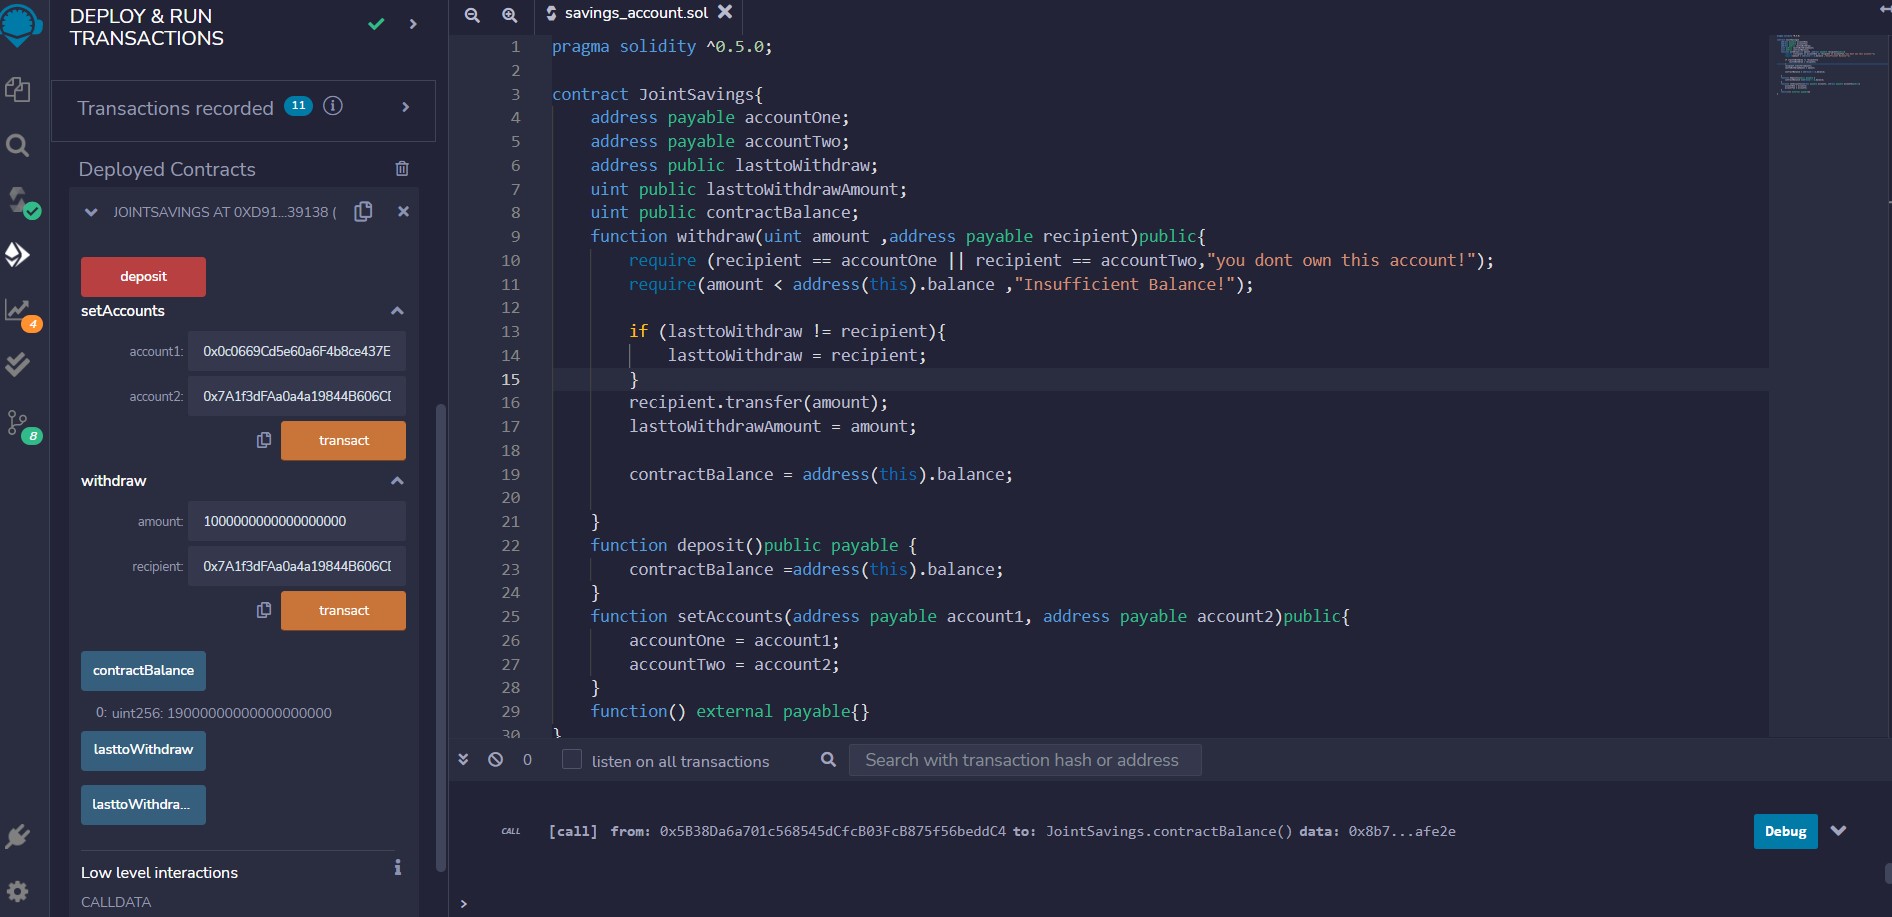 DEPLOY & RUN
TRANSACTIONS
Transactions recorded 11
Deployed Contracts
JOINTSAVINGS AT 0XD91...39138 (
deposit
setAccounts
account1: 0x0c0669Cd5e60a6F4b8ce437E
account2: 0x7A1f3dFAa0a4a19844B606CD
transact
withdraw
amount: 1000000000000000000
recipient: 0x7A1f3dFAa0a4a19844B606CD
transact
contractBalance
0: uint256: 19000000000000000000
lasttoWithdraw
lasttoWithdra...
Low level interactions
CALLDATA
4
8
savings_account.sol
1 pragma solidity ^0.5.0;
2
3 contract JointSavings{
4 address payable accountOne;
5 address payable accountTwo;
6 address public lasttoWithdraw;
7 uint public lasttoWithdrawAmount;
8 uint public contractBalance;
9 function withdraw(uint amount ,address payable recipient)public{
10 require (recipient == accountOne || recipient == accountTwo,"you dont own this account!");
11 require(amount < address(this).balance ,"Insufficient Balance!");
12
13 if (lasttoWithdraw != recipient){
14 lasttoWithdraw = recipient;
15 }
16 recipient.transfer(amount);
17 lasttoWithdrawAmount = amount;
18
19 contractBalance = address(this).balance;
20
21 }
22 function deposit()public payable {
23 contractBalance =address(this).balance;
24 }
25 function setAccounts(address payable account1, address payable account2)public{
26 accountOne = account1;
27 accountTwo = account2;
28 }
29 function() external payable{}
30 }
0 listen on all transactions Search with transaction hash or address
CALL [call] from: 0x5B38Da6a701c568545dCfcB03FcB875f56beddC4 to: JointSavings.contractBalance() data: 0x8b7...afe2e Debug
>